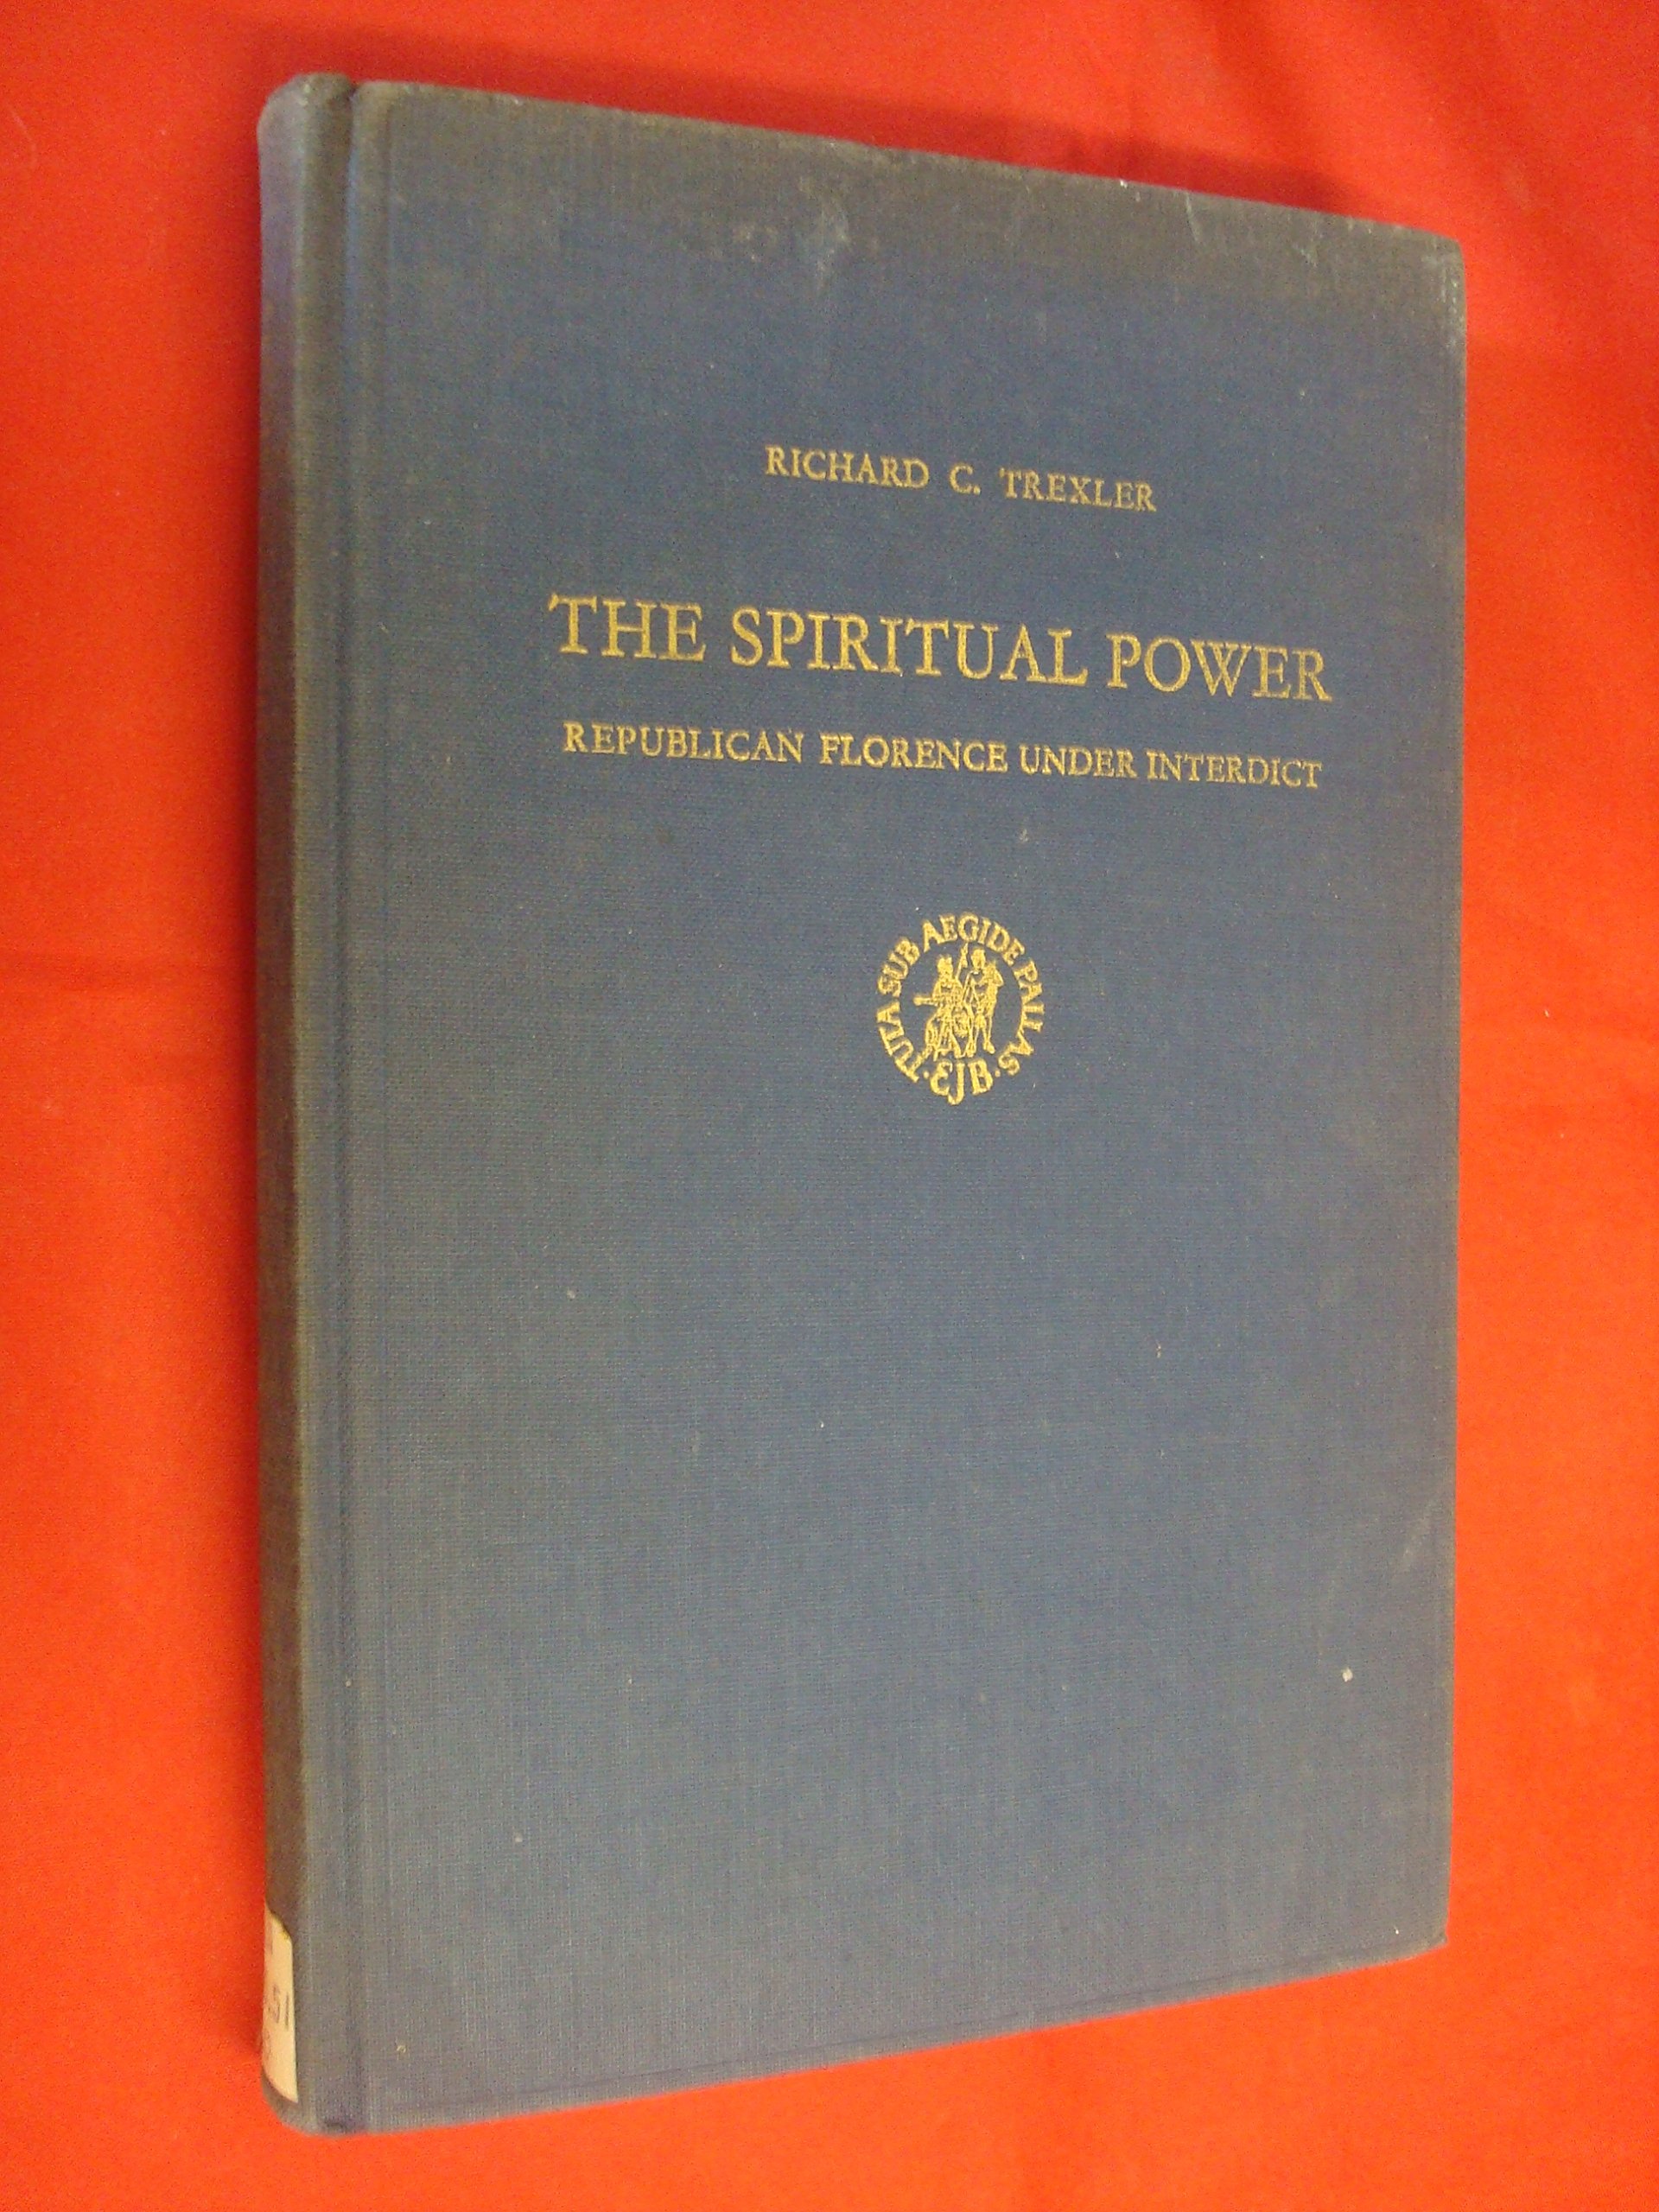 RICHARD C. TREXLER
THE SPIRITUAL POWER
REPUBLICAN FLORENCE UNDER INTERDICT
TUTA SUB AEGIDE PALLAS
·EJB·